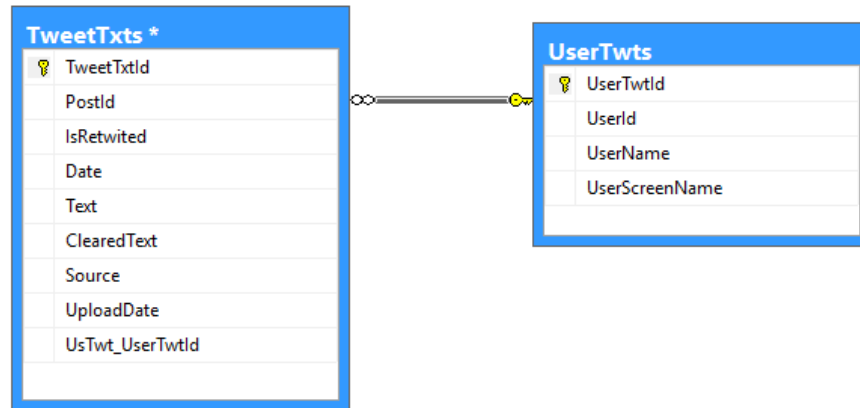 TweetTxts *
TweetTxtId
PostId
IsRetwited
Date
Text
ClearedText
Source
UploadDate
UsTwt_UserTwtId
UserTwts
UserTwtId
UserId
UserName
UserScreenName